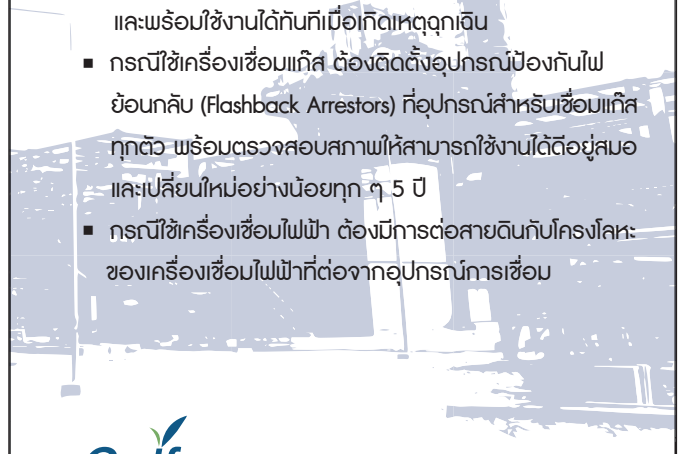 และพร้อมใช้งานได้ทันทีเมื่อเกิดเหตุฉุกเฉิน
▪ กรณีใช้เครื่องเชื่อมแก๊ส ต้องติดตั้งอุปกรณ์ป้องกันไฟ
ย้อนกลับ (Flashback Arrestors) ที่อุปกรณ์สำหรับเชื่อมแก๊ส
ทุกตัว พร้อมตรวจสอบสภาพให้สามารถใช้งานได้ดีอยู่สมอ
และเปลี่ยนใหม่อย่างน้อยทุก ๆ 5 ปี
▪ กรณีใช้เครื่องเชื่อมไฟฟ้า ต้องมีการต่อสายดินกับโครงโลหะ
ของเครื่องเชื่อมไฟฟ้าที่ต่อจากอุปกรณ์การเชื่อม